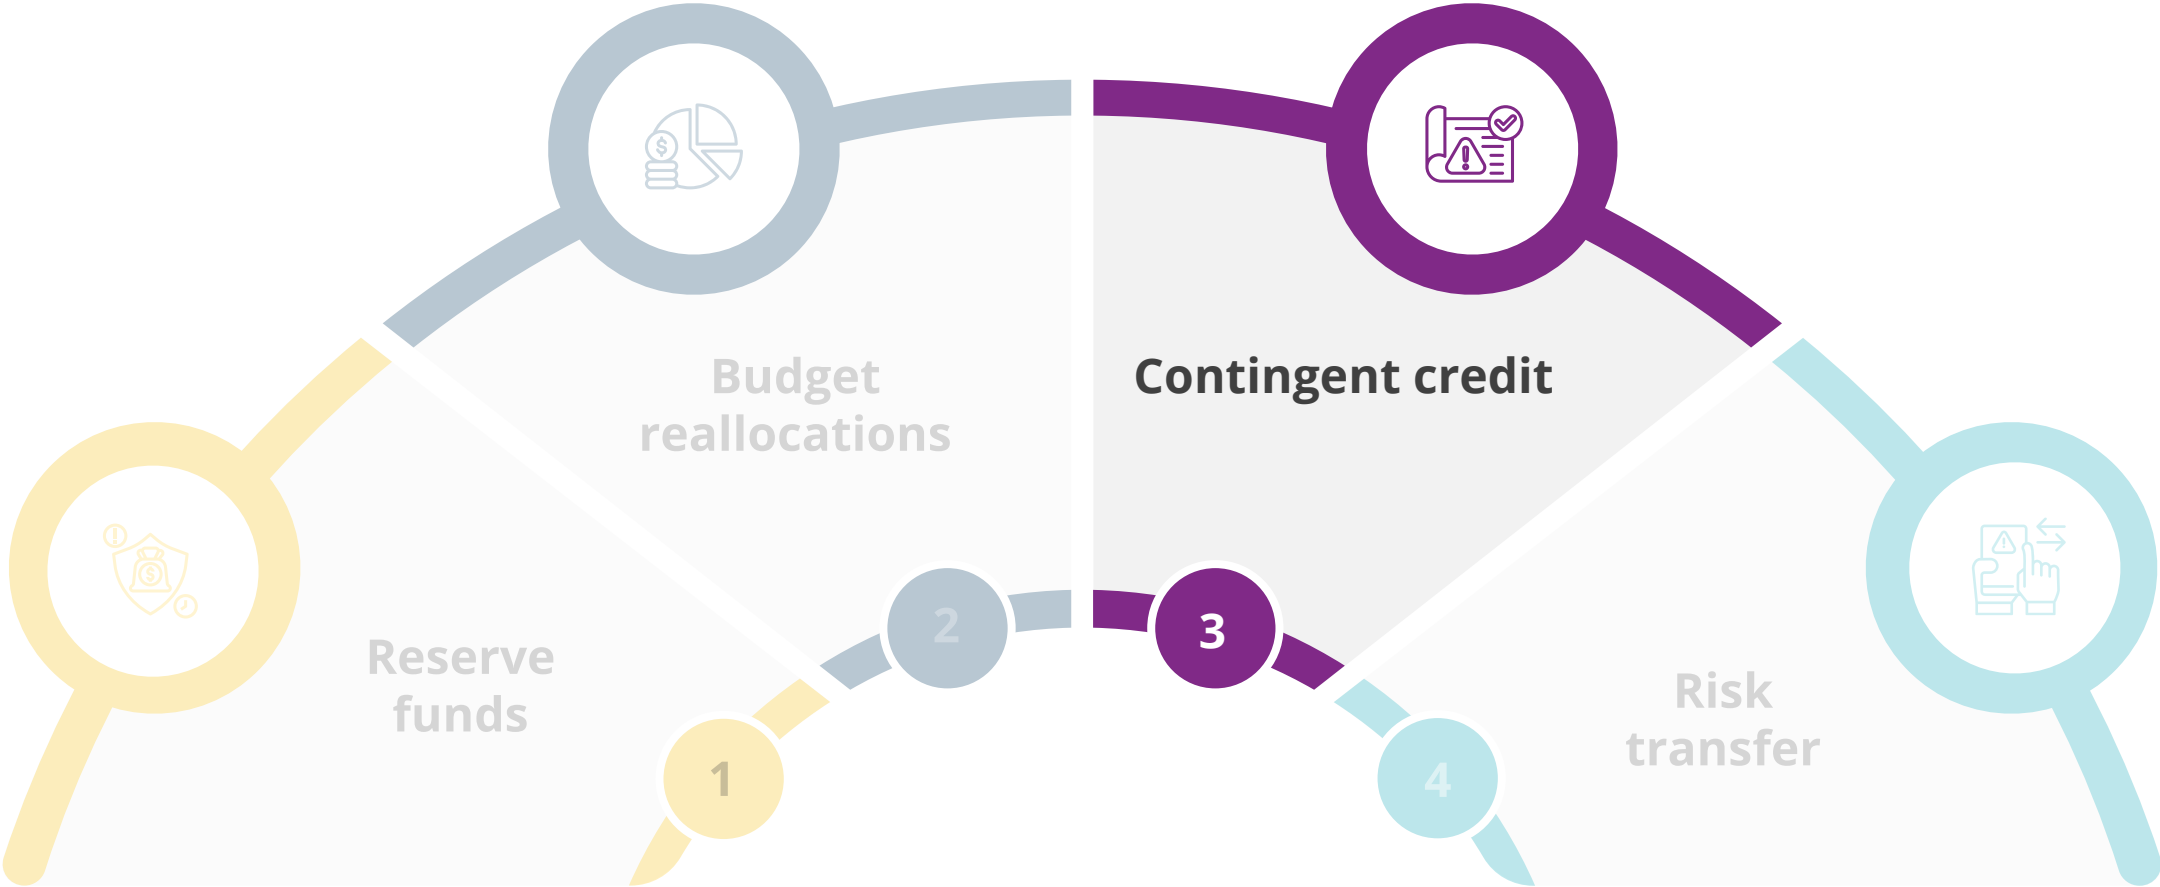 Reserve
funds
1
Budget
reallocations
2
Contingent credit
3
Risk
transfer
4